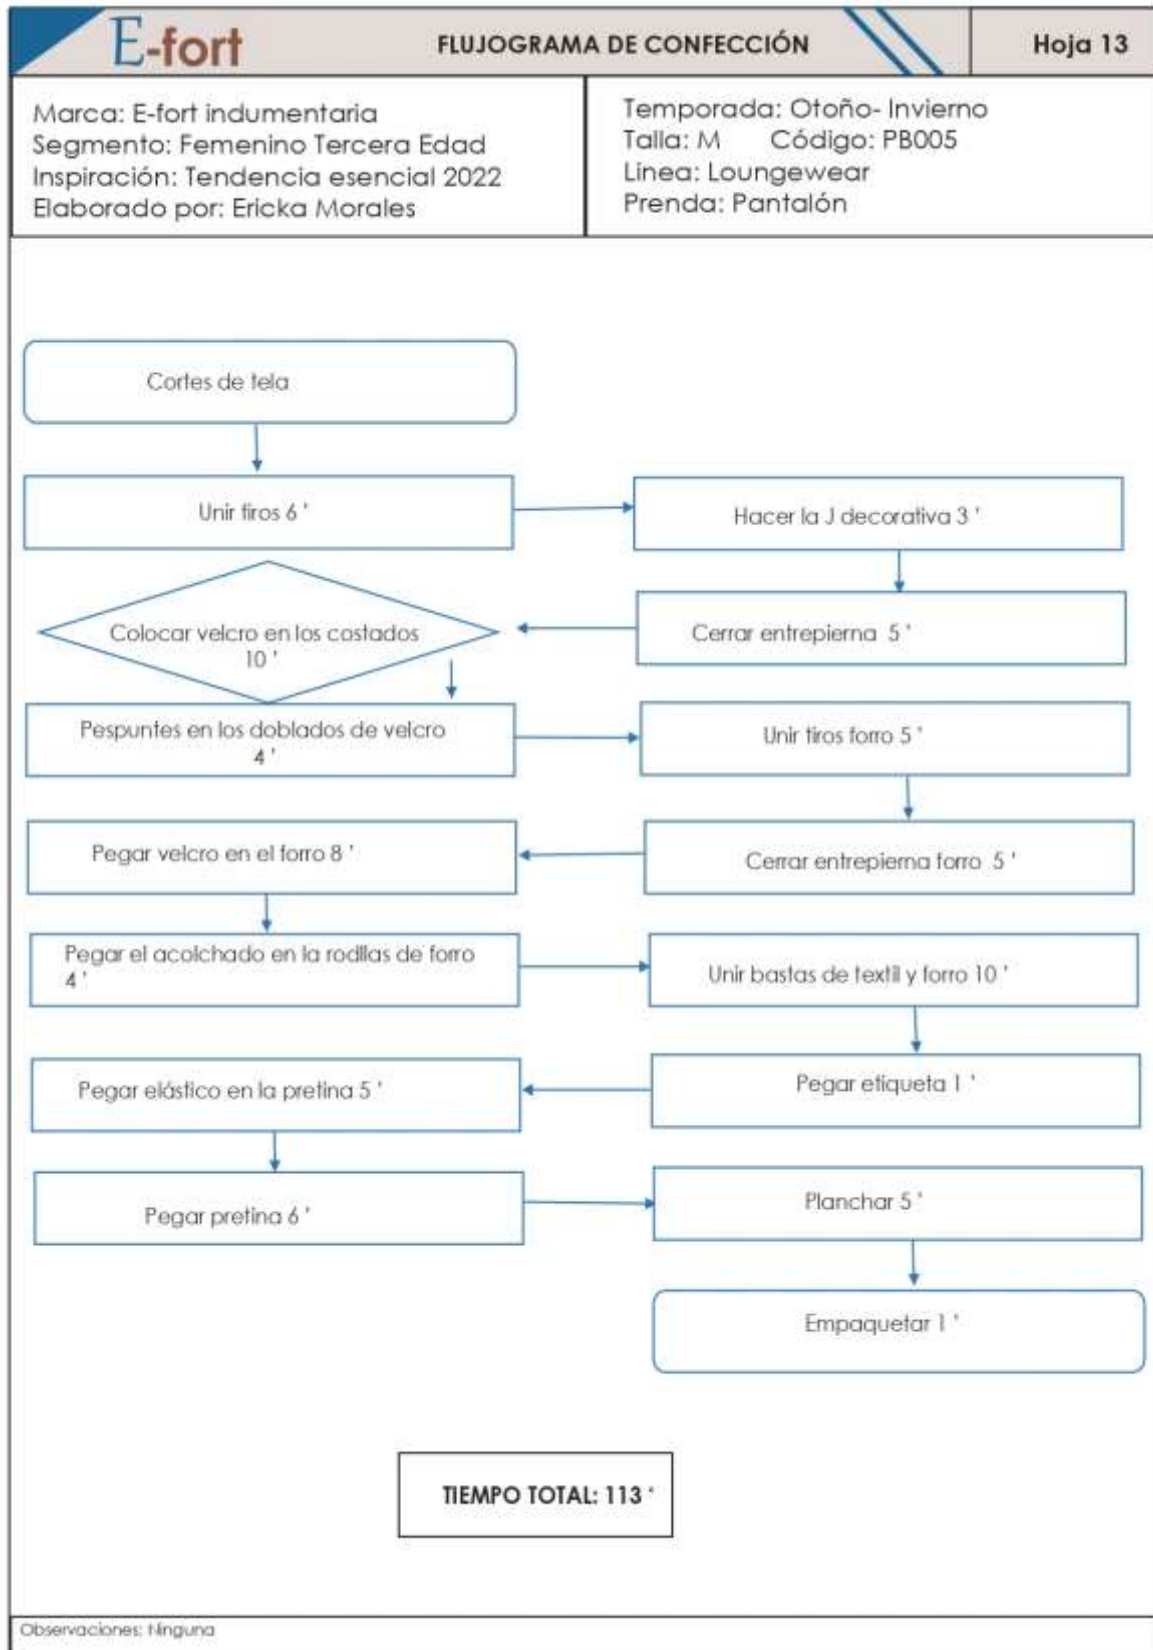 E-fort
FLUJOGRAMA DE CONFECCIÓN
Hoja 13
Marca: E-fort indumentaria
Segmento: Femenino Tercera Edad
Inspiración: Tendencia esencial 2022
Elaborado por: Ericka Morales
Temporada: Otoño- Invierno
Talla: M Código: PB005
Linea: Loungewear
Prenda: Pantalón
Cortes de tela
Unir tiros 6 '
Hacer la J decorativa 3 '
Cerrar entrepierna 5 '
Colocar velcro en los costados
10 '
Pespuntes en los doblados de velcro
4 '
Unir tiros forro 5 '
Cerrar entrepierna forro 5 '
Pegar velcro en el forro 8 '
Pegar el acolchado en la rodllas de forro
4 '
Unir bastas de textil y forro 10 '
Pegar etiqueta 1 '
Pegar elástico en la pretina 5 '
Pegar pretina 6 '
Planchar 5 '
Empaquetar 1 '
TIEMPO TOTAL: 113 '
Observaciones: Ninguna